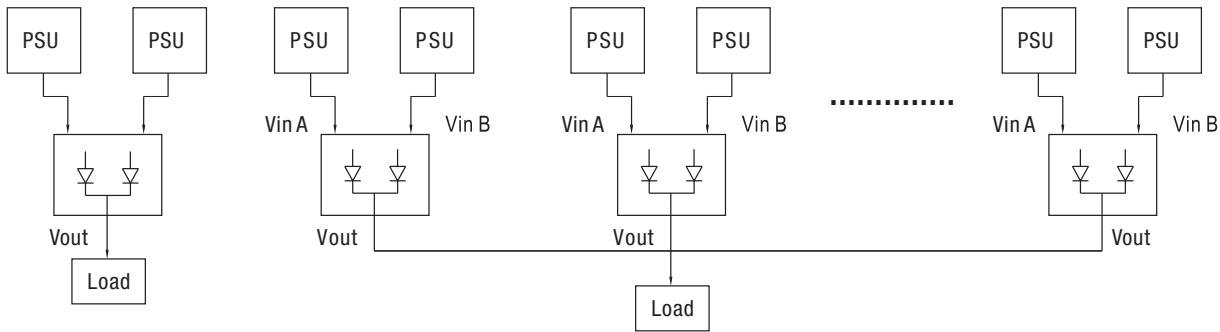 PSU PSU PSU PSU PSU PSU PSU PSU
Vin A Vin B Vin A Vin B Vin A Vin B
Vout Vout Vout Vout
Load Load